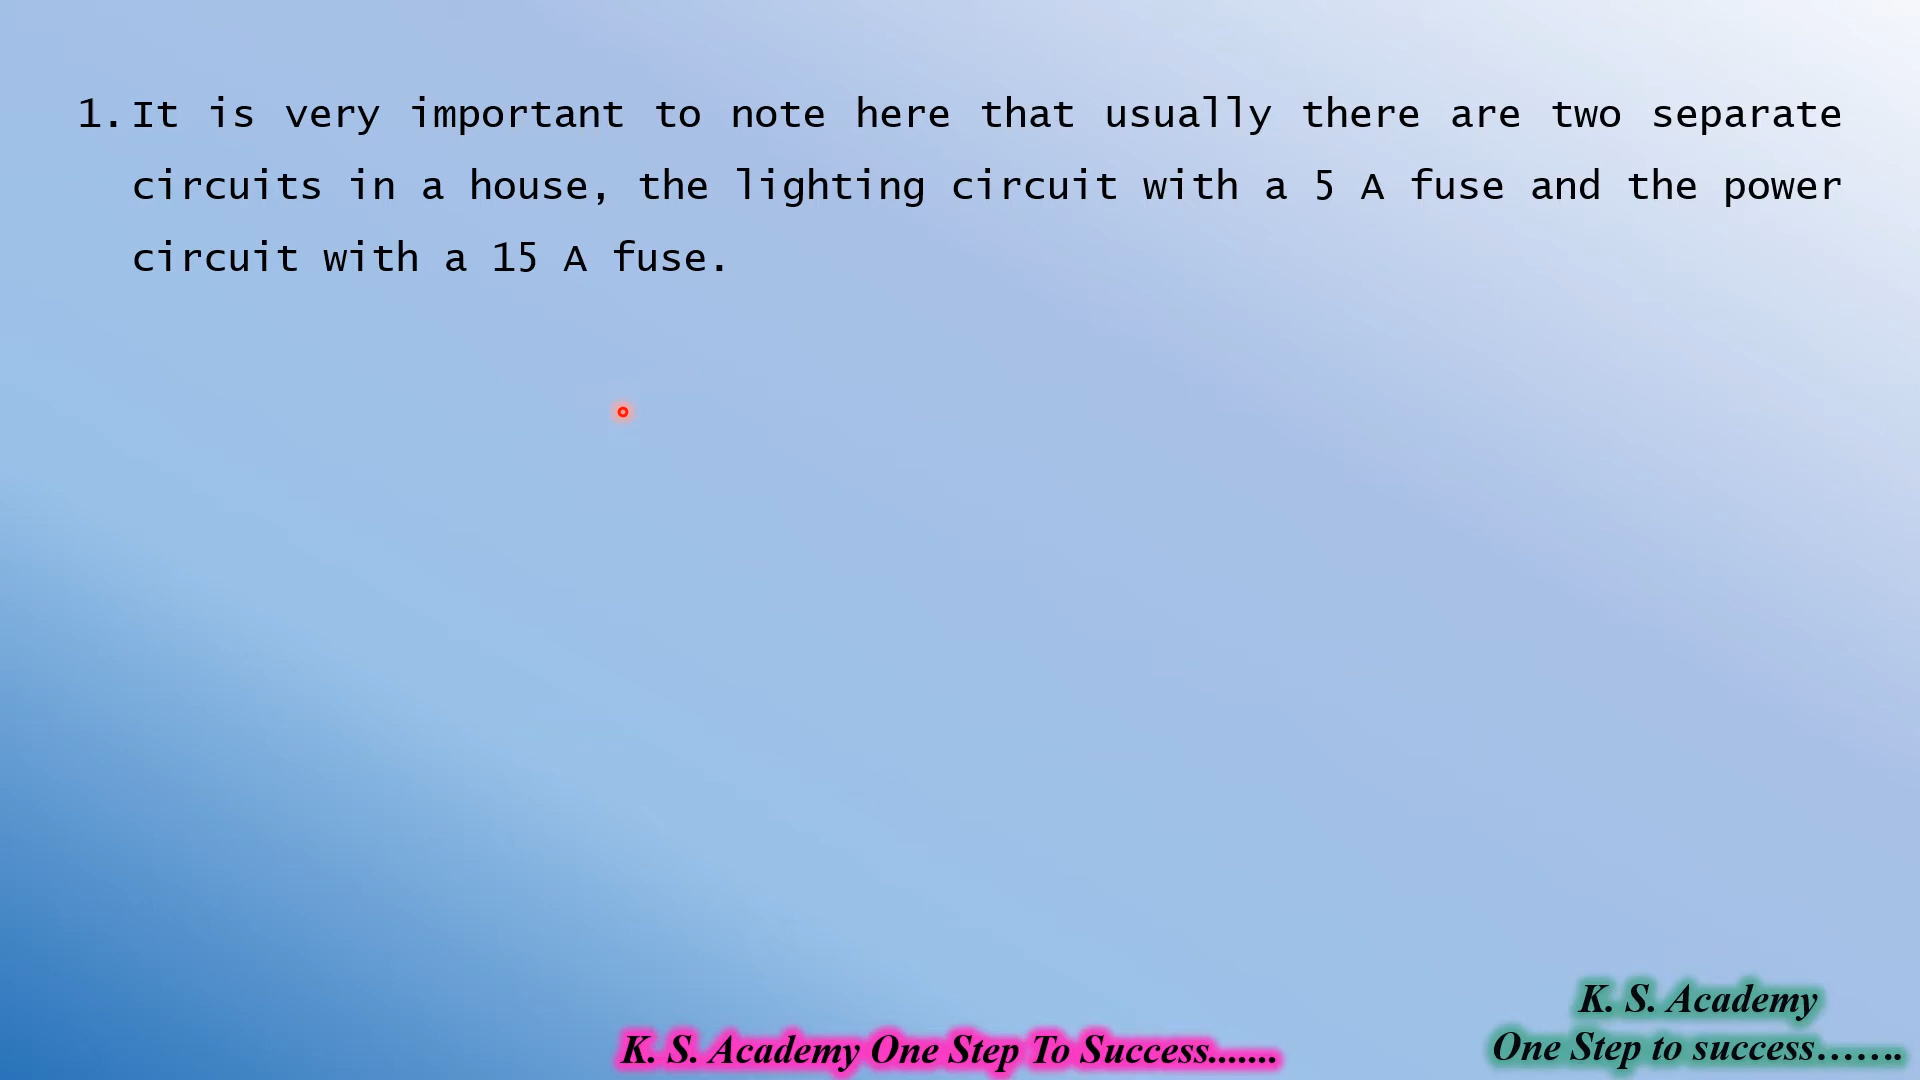 1. It is very important to note here that usually there are two separate
circuits in a house, the lighting circuit with a 5 A fuse and the power
circuit with a 15 A fuse.
K. S. Academy
One Step to success…….
K. S. Academy One Step To Success.......